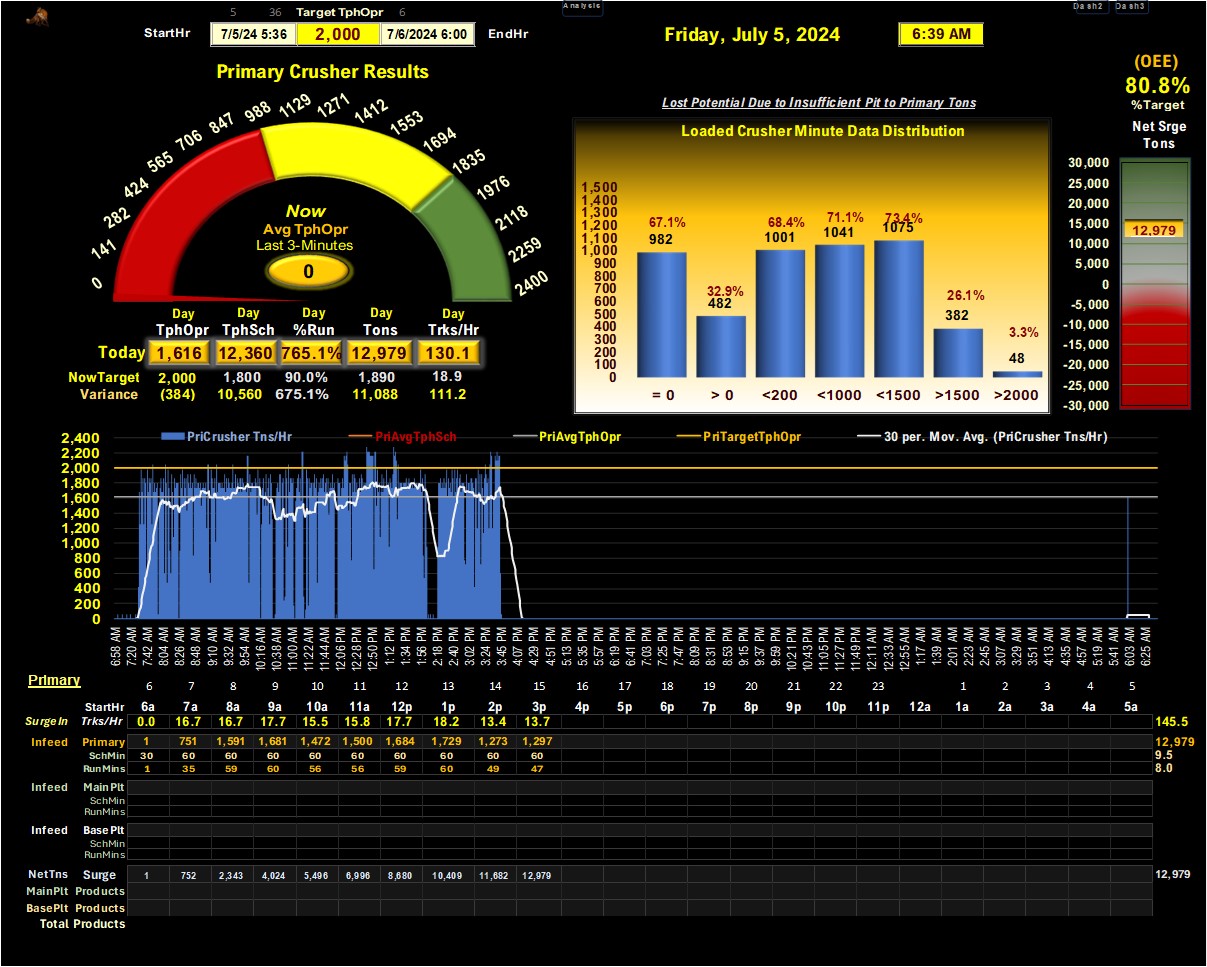 Analysis
Dash2 Dash3
5 36 Target TphOpr 6
StartHr 7/5/24 5:36 2,000 7/6/2024 6:00 EndHr
Friday, July 5, 2024
6:39 AM
(OEE)
80.8%
%Target
Net Srge
Tons
Primary Crusher Results
0 141 282 424 565 706 847 988 1129 1271 1412 1553 1694 1835 1976 2118 2259 2400
Now
Avg TphOpr
Last 3-Minutes
0
Day Day Day Day Day
TphOpr TphSch %Run Tons Trks/Hr
Today 1,616 12,360 765.1% 12,979 130.1
NowTarget 2,000 1,800 90.0% 1,890 18.9
Variance (384) 10,560 675.1% 11,088 111.2
Lost Potential Due to Insufficient Pit to Primary Tons
Loaded Crusher Minute Data Distribution
1,500
1,400
1,300
1,200
1,100
1,000
900
800
700
600
500
400
300
200
100
0
67.1% 32.9% 68.4% 71.1% 73.4% 26.1% 3.3%
982 482 1001 1041 1075 382 48
= 0 > 0 <200 <1000 <1500 >1500 >2000
30,000
25,000
20,000
15,000
10,000
5,000
0
-5,000
-10,000
-15,000
-20,000
-25,000
-30,000
12,979
PriCrusher Tns/Hr PriAvgTphSch PriAvgTphOpr PriTargetTphOpr 30 per. Mov. Avg. (PriCrusher Tns/Hr)
2,400
2,200
2,000
1,800
1,600
1,400
1,200
1,000
800
600
400
200
0
6:58 AM 7:20 AM 7:42 AM 8:04 AM 8:26 AM 8:48 AM 9:10 AM 9:32 AM 9:54 AM 10:16 AM 10:38 AM 11:00 AM 11:22 AM 11:44 AM 12:06 PM 12:28 PM 12:50 PM 1:12 PM 1:34 PM 1:56 PM 2:18 PM 2:40 PM 3:02 PM 3:24 PM 3:45 PM 4:07 PM 4:29 PM 4:51 PM 5:13 PM 5:35 PM 5:57 PM 6:19 PM 6:41 PM 7:03 PM 7:25 PM 7:47 PM 8:09 PM 8:31 PM 8:53 PM 9:15 PM 9:37 PM 9:59 PM 10:21 PM 10:43 PM 11:05 PM 11:27 PM 11:49 PM 12:11 AM 12:33 AM 12:55 AM 1:17 AM 1:39 AM 2:01 AM 2:23 AM 2:45 AM 3:07 AM 3:29 AM 3:51 AM 4:13 AM 4:35 AM 4:57 AM 5:19 AM 5:41 AM 6:03 AM 6:25 AM
Primary
6 7 8 9 10 11 12 13 14 15 16 17 18 19 20 21 22 23 1 2 3 4 5
StartHr 6a 7a 8a 9a 10a 11a 12p 1p 2p 3p 4p 5p 6p 7p 8p 9p 10p 11p 12a 1a 2a 3a 4a 5a
SurgeIn Trks/Hr 0.0 16.7 16.7 17.7 15.5 15.8 17.7 18.2 13.4 13.7 145.5
Infeed Primary 1 751 1,591 1,681 1,472 1,500 1,684 1,729 1,273 1,297 12,979
SchMin 30 60 60 60 60 60 60 60 60 60 9.5
RunMins 1 35 59 60 56 56 59 60 49 47 8.0
Infeed Main Plt
SchMin
RunMins
Infeed Base Plt
SchMin
RunMins
NetTns Surge 1 752 2,343 4,024 5,496 6,996 8,680 10,409 11,682 12,979 12,979
MainPlt Products
BasePlt Products
Total Products